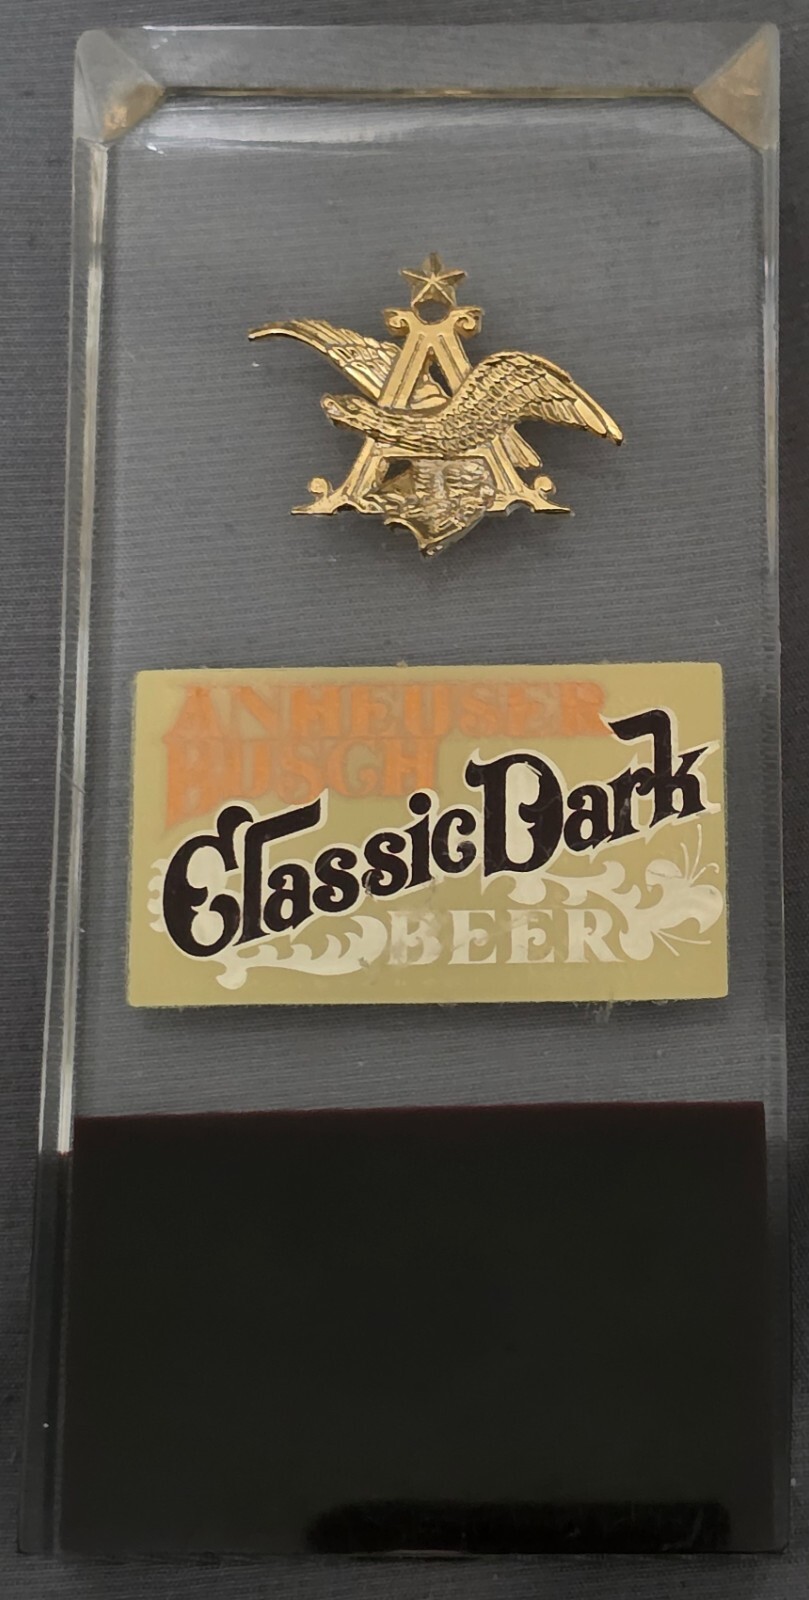 A
ANHEUSER
BUSCH
Classic Dark
BEER